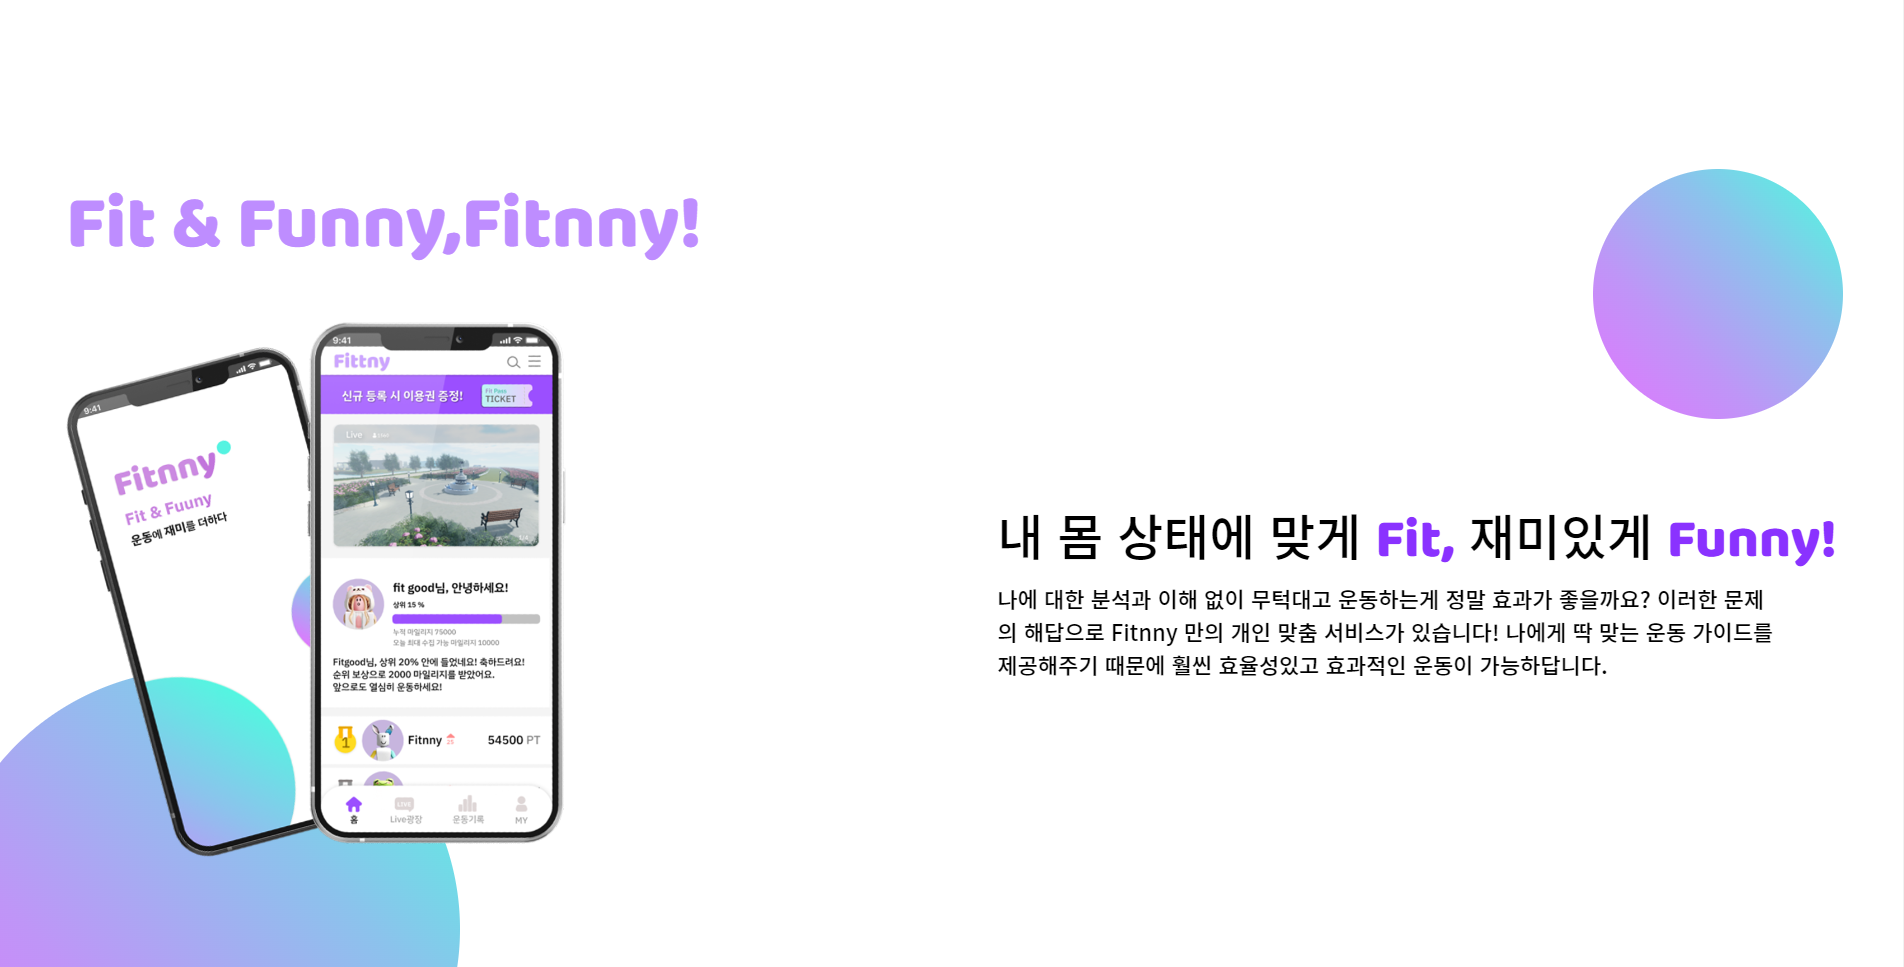 Fit & Funny,Fitnny!
9:41
Fitnny
Fit & Fuuny
운동에 재미를 더하다
9:41
Fittny
신규 등록 시 이용권 증정!
Fit Pass
TICKET
Live
fit good님, 안녕하세요!
상위 15 %
누적 마일리지 75000
오늘 최대 수집 가능 마일리지 10000
Fitgood님, 상위 20% 안에 들었네요! 축하드려요!
순위 보상으로 2000 마일리지를 받았어요.
앞으로도 열심히 운동하세요!
1 Fitnny 25 54500 PT
LIVE
홈 Live광장 운동기록 MY
내 몸 상태에 맞게 Fit, 재미있게 Funny!
나에 대한 분석과 이해 없이 무턱대고 운동하는게 정말 효과가 좋을까요? 이러한 문제
의 해답으로 Fitnny 만의 개인 맞춤 서비스가 있습니다! 나에게 딱 맞는 운동 가이드를
제공해주기 때문에 훨씬 효율성있고 효과적인 운동이 가능하답니다.